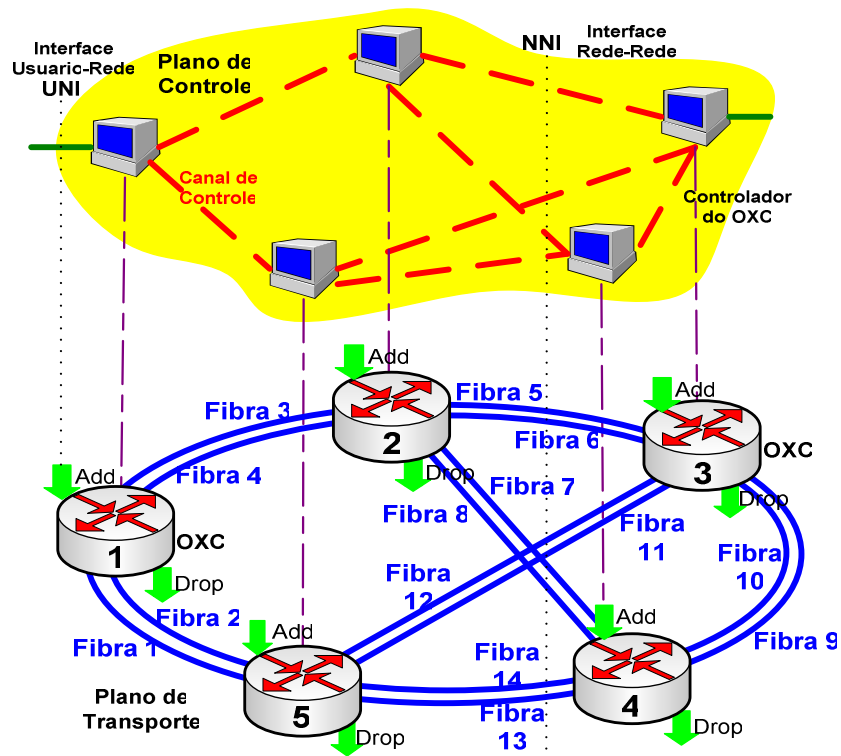 Interface
Usuario-Rede
UNI
Plano de
Controle
NNI
Interface
Rede-Rede
Canal de
Controle
Controlador
do OXC
Add
2
Drop
Fibra 3
Fibra 4
Fibra 5
Fibra 6
Add
3
OXC
Drop
Fibra 7
Fibra 8
Add
1
OXC
Drop
Fibra
11
Fibra
10
Fibra
12
Fibra 9
Fibra 2
Fibra 1
Add
5
Drop
Add
4
Drop
Fibra
14
Fibra
13
Plano de
Transporte